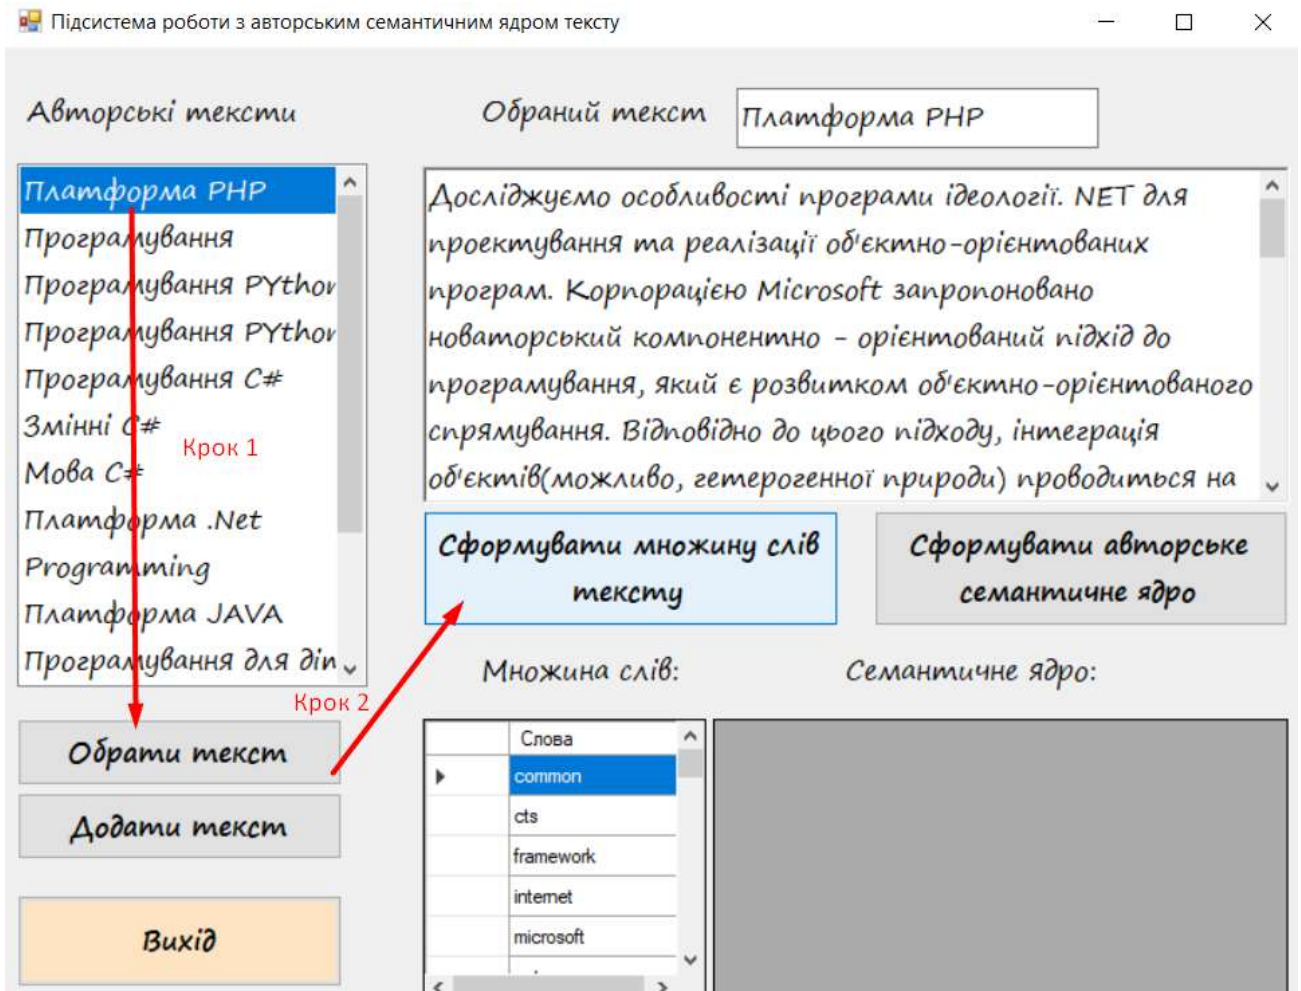 Підсистема роботи з авторським семантичним ядром тексту
Авторські тексти
Обраний текст
Платформа PHP
Платформа PHP
Програмування
Програмування PYthon
Програмування PYthon
Програмування C#
Змінні C#
Мова C#
Платформа .Net
Programming
Платформа JAVA
Програмування для діт
Крок 1
Досліджуємо особливості програми ідеології. NET для
проектування та реалізації об'єктно-орієнтованих
програм. Корпорацією Microsoft запропоновано
новаторський компонентно - орієнтований підхід до
програмування, який є розвитком об'єктно-орієнтованого
спрямування. Відповідно до цього підходу, інтеграція
об'єктів(можливо, гетерогенної природи) проводиться на
Сформувати множину слів
тексту
Сформувати авторське
семантичне ядро
Крок 2
Обрати текст
Додати текст
Вихід
Множина слів:
Семантичне ядро:
Слова
common
cts
framework
internet
microsoft